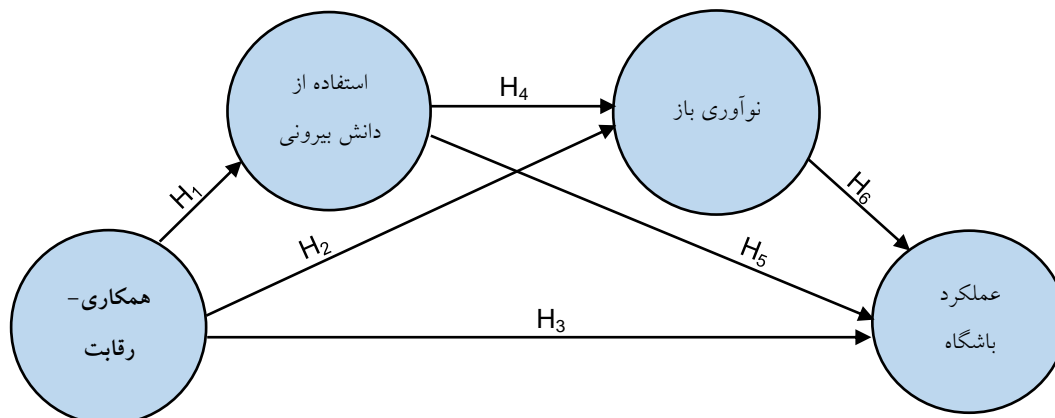 استفاده از
دانش بیرونی
نوآوری باز
H4
H1
H2
H6
H5
H3
همکاری-
رقابت
عملکرد
باشگاه